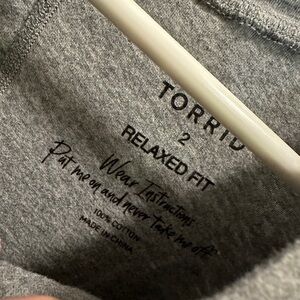 TORRID
2
RELAXED FIT
Wear Instructions
Put me on and never take me off.
100% COTTON
MADE IN CHINA